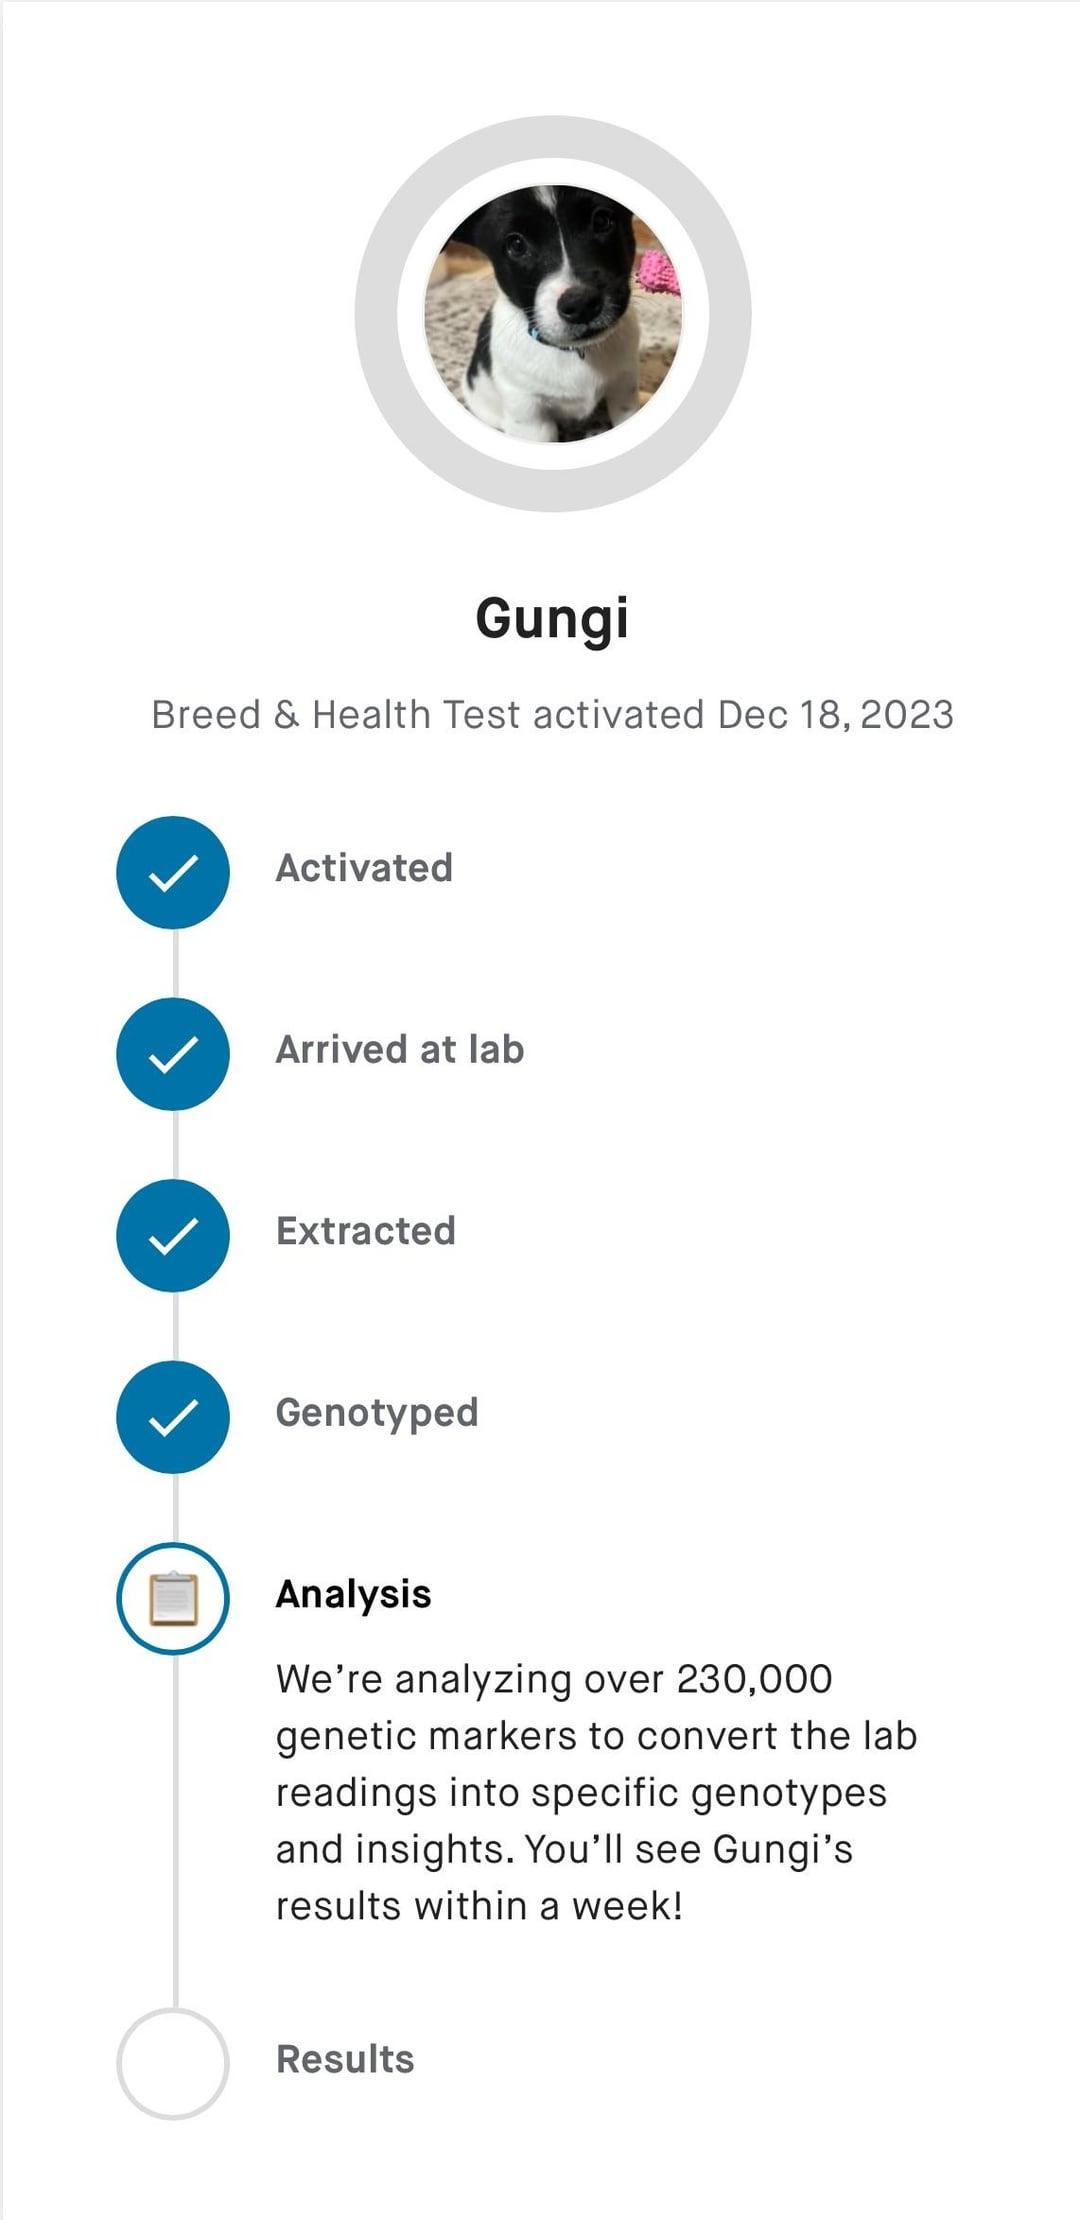 Gungi
Breed & Health Test activated Dec 18, 2023
Activated
Arrived at lab
Extracted
Genotyped
Analysis
We’re analyzing over 230,000
genetic markers to convert the lab
readings into specific genotypes
and insights. You’ll see Gungi’s
results within a week!
Results